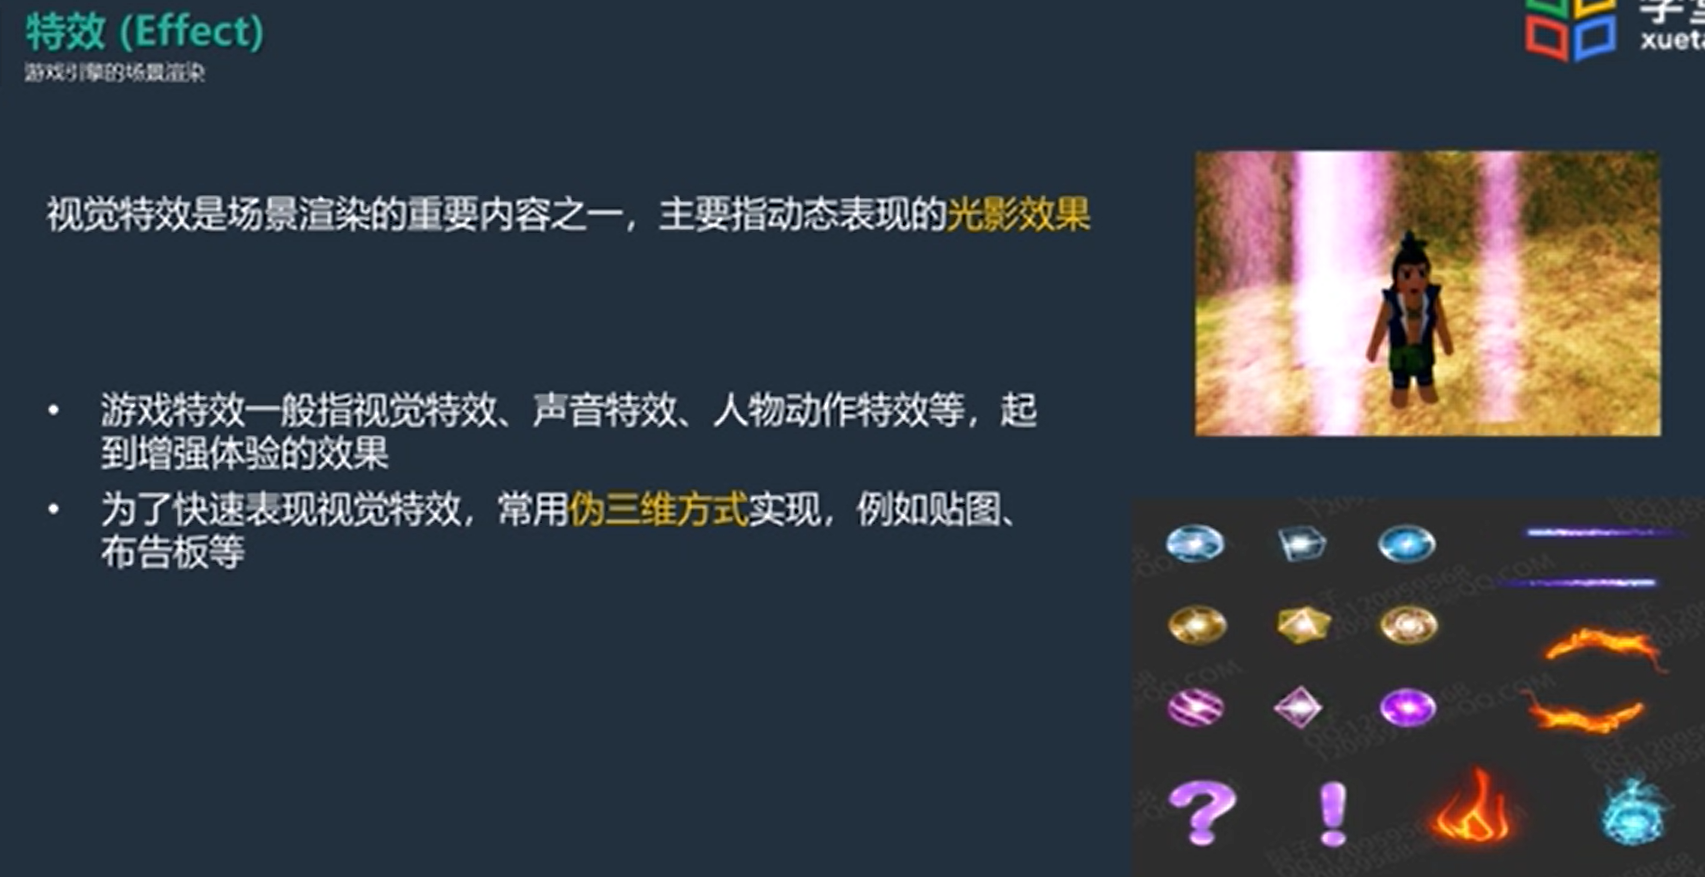 特效 (Effect)
游戏引擎的场景渲染
视觉特效是场景渲染的重要内容之一，主要指动态表现的光影效果
• 游戏特效一般指视觉特效、声音特效、人物动作特效等，起
到增强体验的效果
• 为了快速表现视觉特效，常用伪三维方式实现，例如贴图、
布告板等
? !